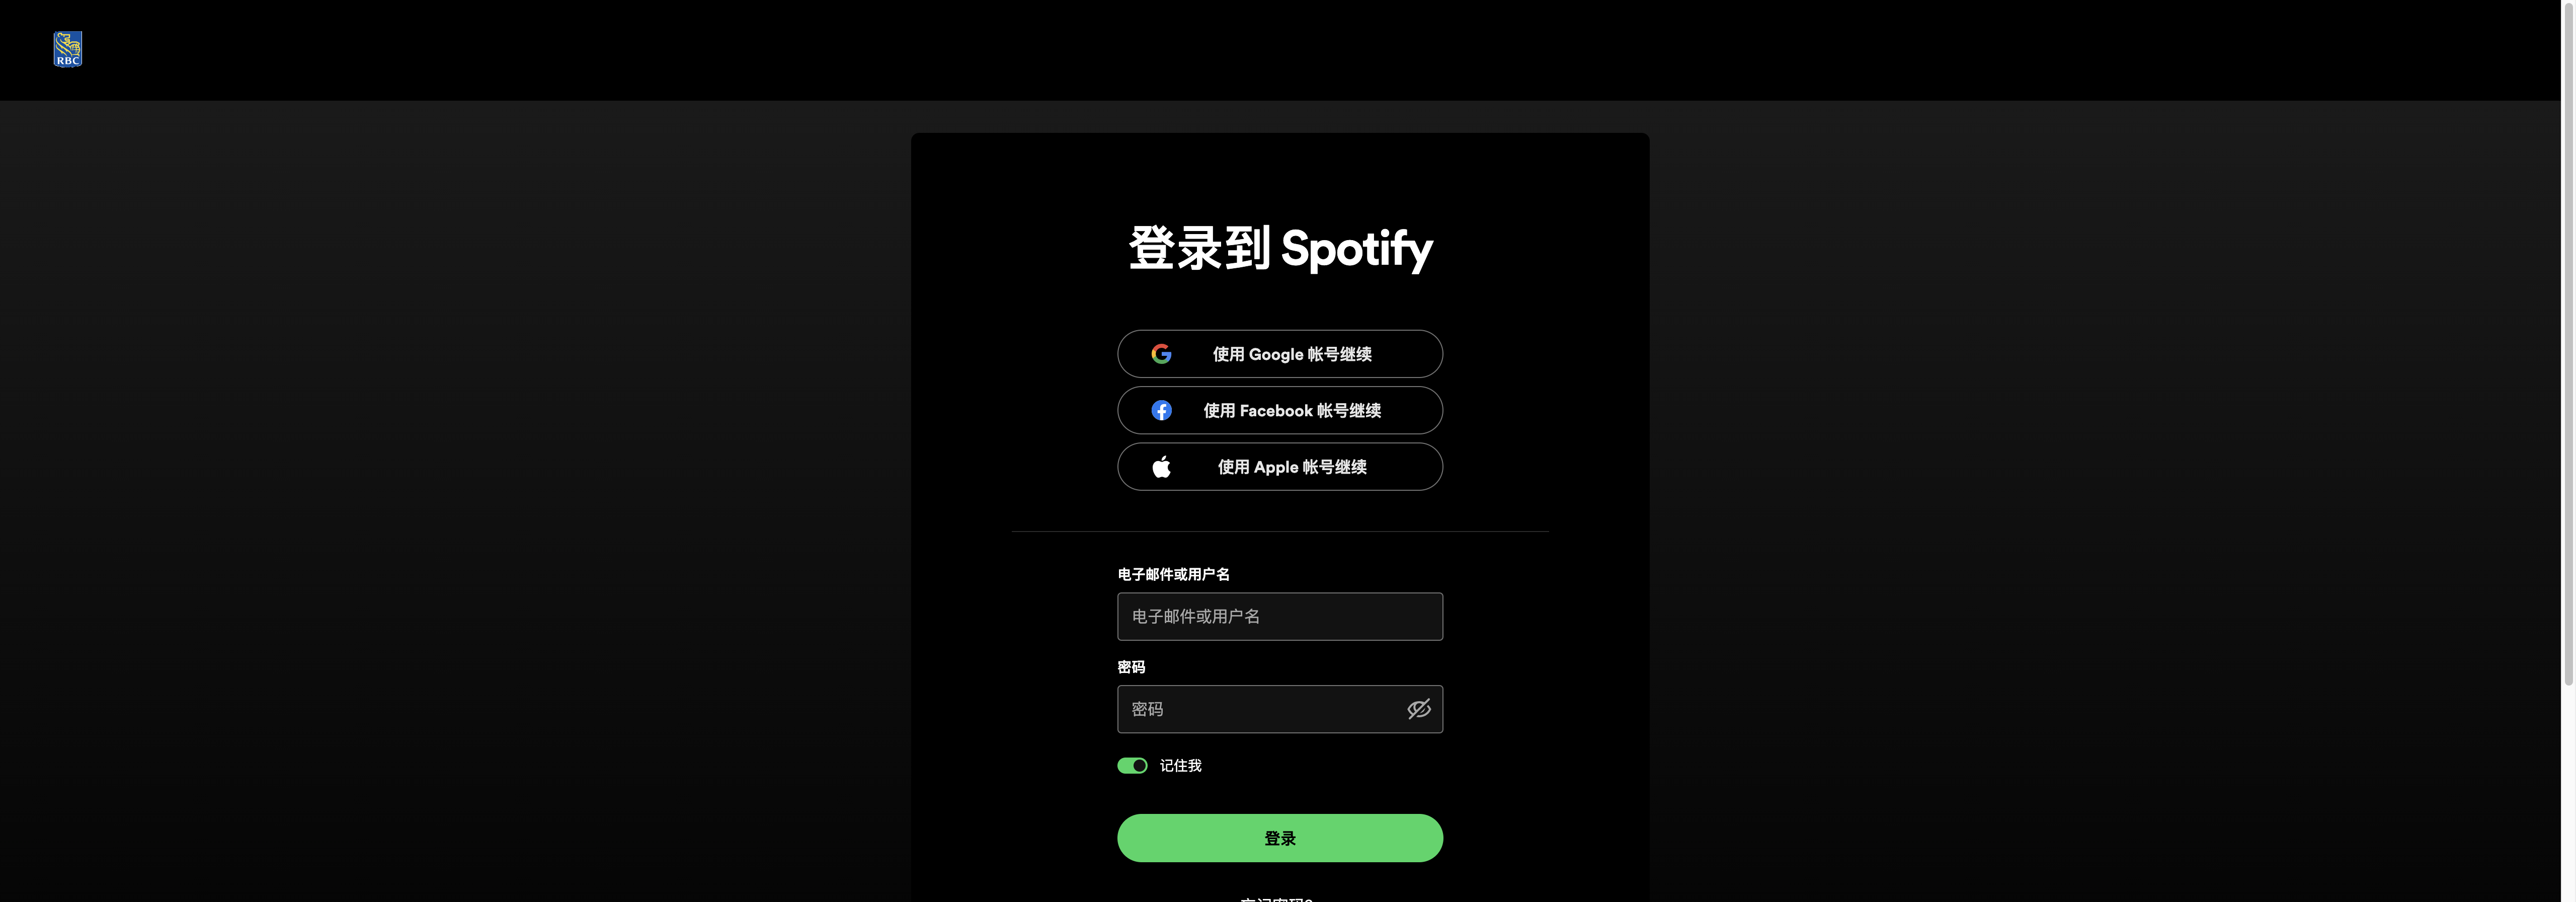 RBC
登录到 Spotify
使用 Google 帐号继续
使用 Facebook 帐号继续
使用 Apple 帐号继续
电子邮件或用户名
电子邮件或用户名
密码
密码
记住我
登录